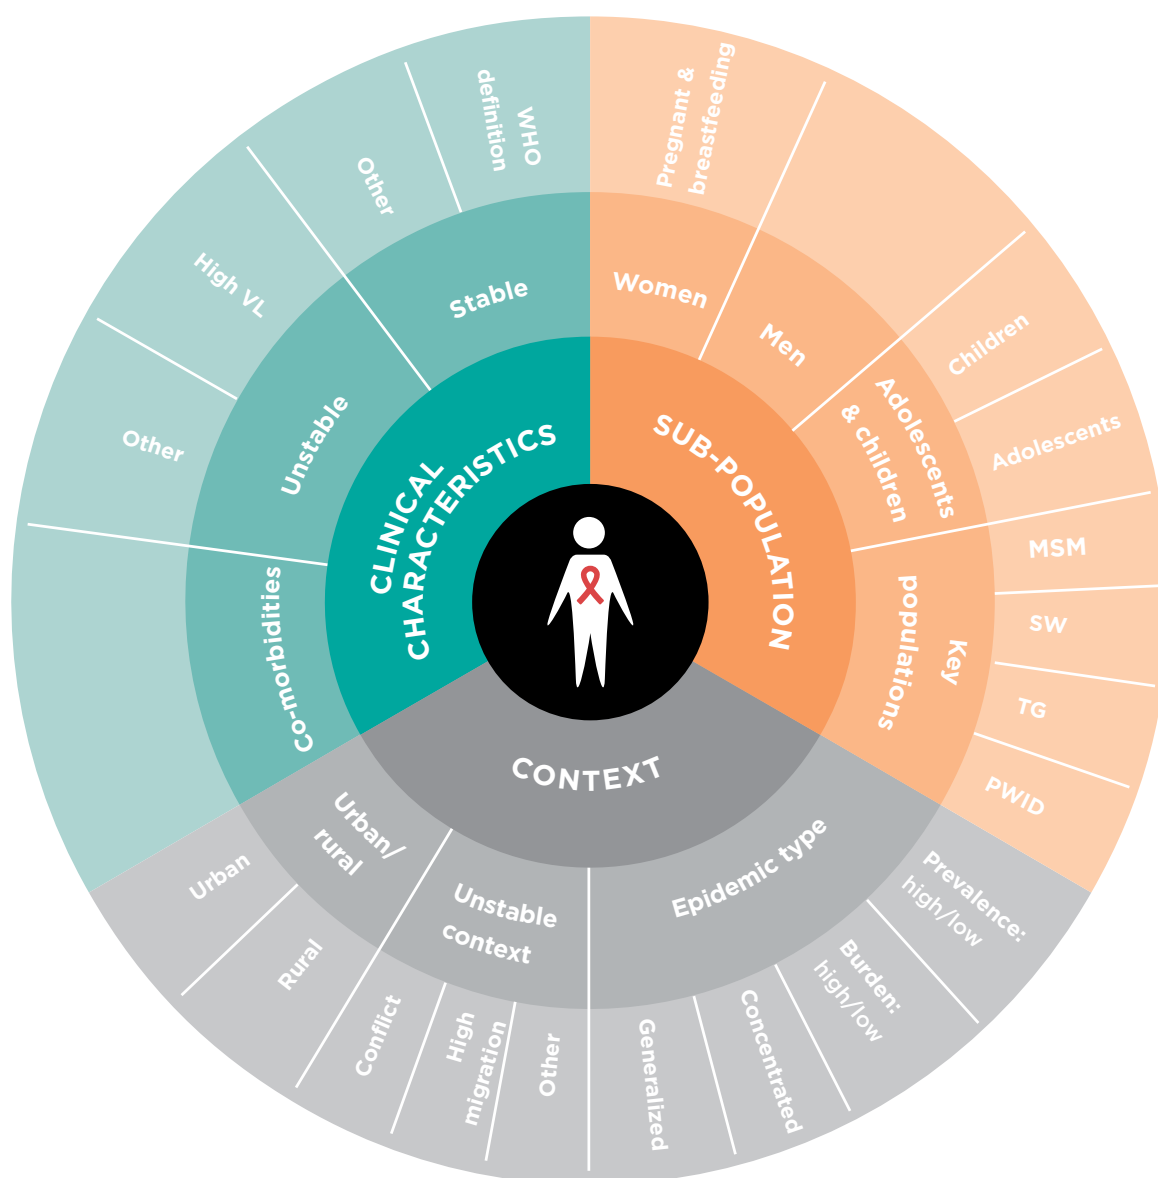 CLINICAL
CHARACTERISTICS
Stable
WHO
definition
Other
Unstable
High VL
Other
Co-morbidities
SUB-POPULATION
Women
Pregnant &
breastfeeding
Men
Adolescents
& children
Children
Adolescents
Key
populations
MSM
SW
TG
PWID
CONTEXT
Epidemic type
Prevalence:
high/low
Burden:
high/low
Concentrated
Generalized
Unstable
context
Other
High
migration
Conflict
Urban/
rural
Rural
Urban